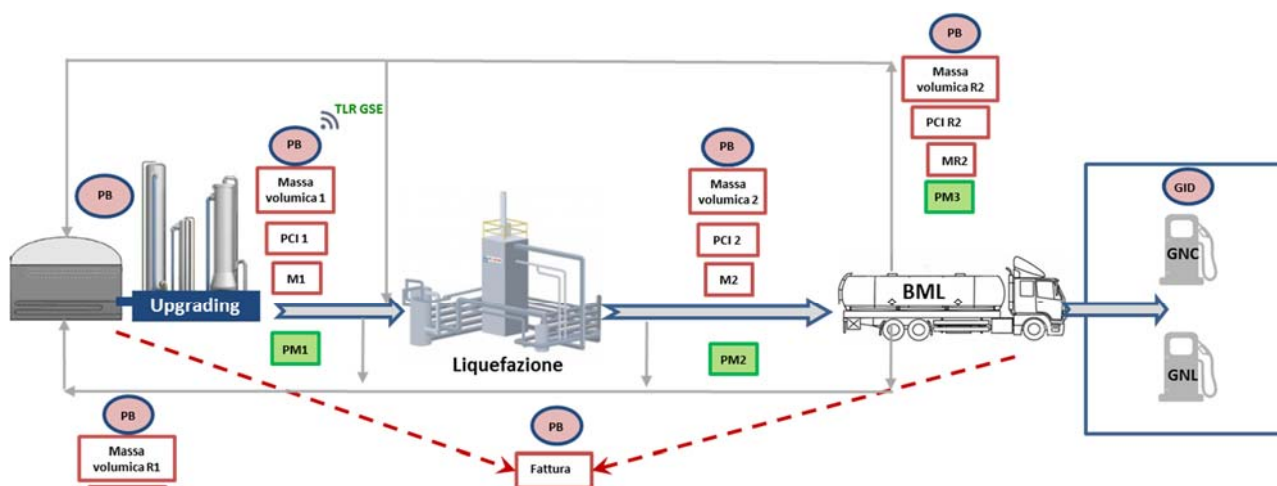 PB
Massa
volumica R2
PCI R2
MR2
PM3
TLR GSE
PB
Massa
volumica 1
PCI 1
M1
PM1
PB
Upgrading
Liquefazione
PB
Massa
volumica 2
PCI 2
M2
PM2
BML
GID
GNC
GNL
PB
Massa
volumica R1
PB
Fattura